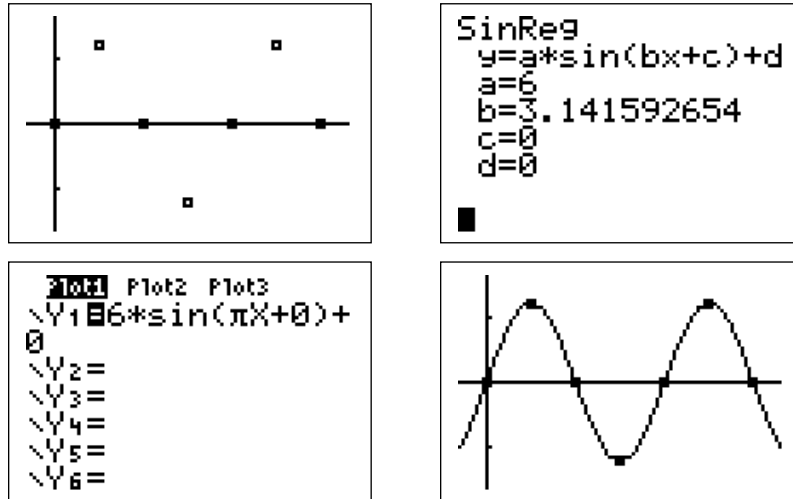 SinReg
y=a*sin(bx+c)+d
a=6
b=3.141592654
c=0
d=0
Plot1 Plot2 Plot3
\Y₁=6*sin(πX+0)+
0
\Y₂=
\Y₃=
\Y₄=
\Y₅=
\Y₆=